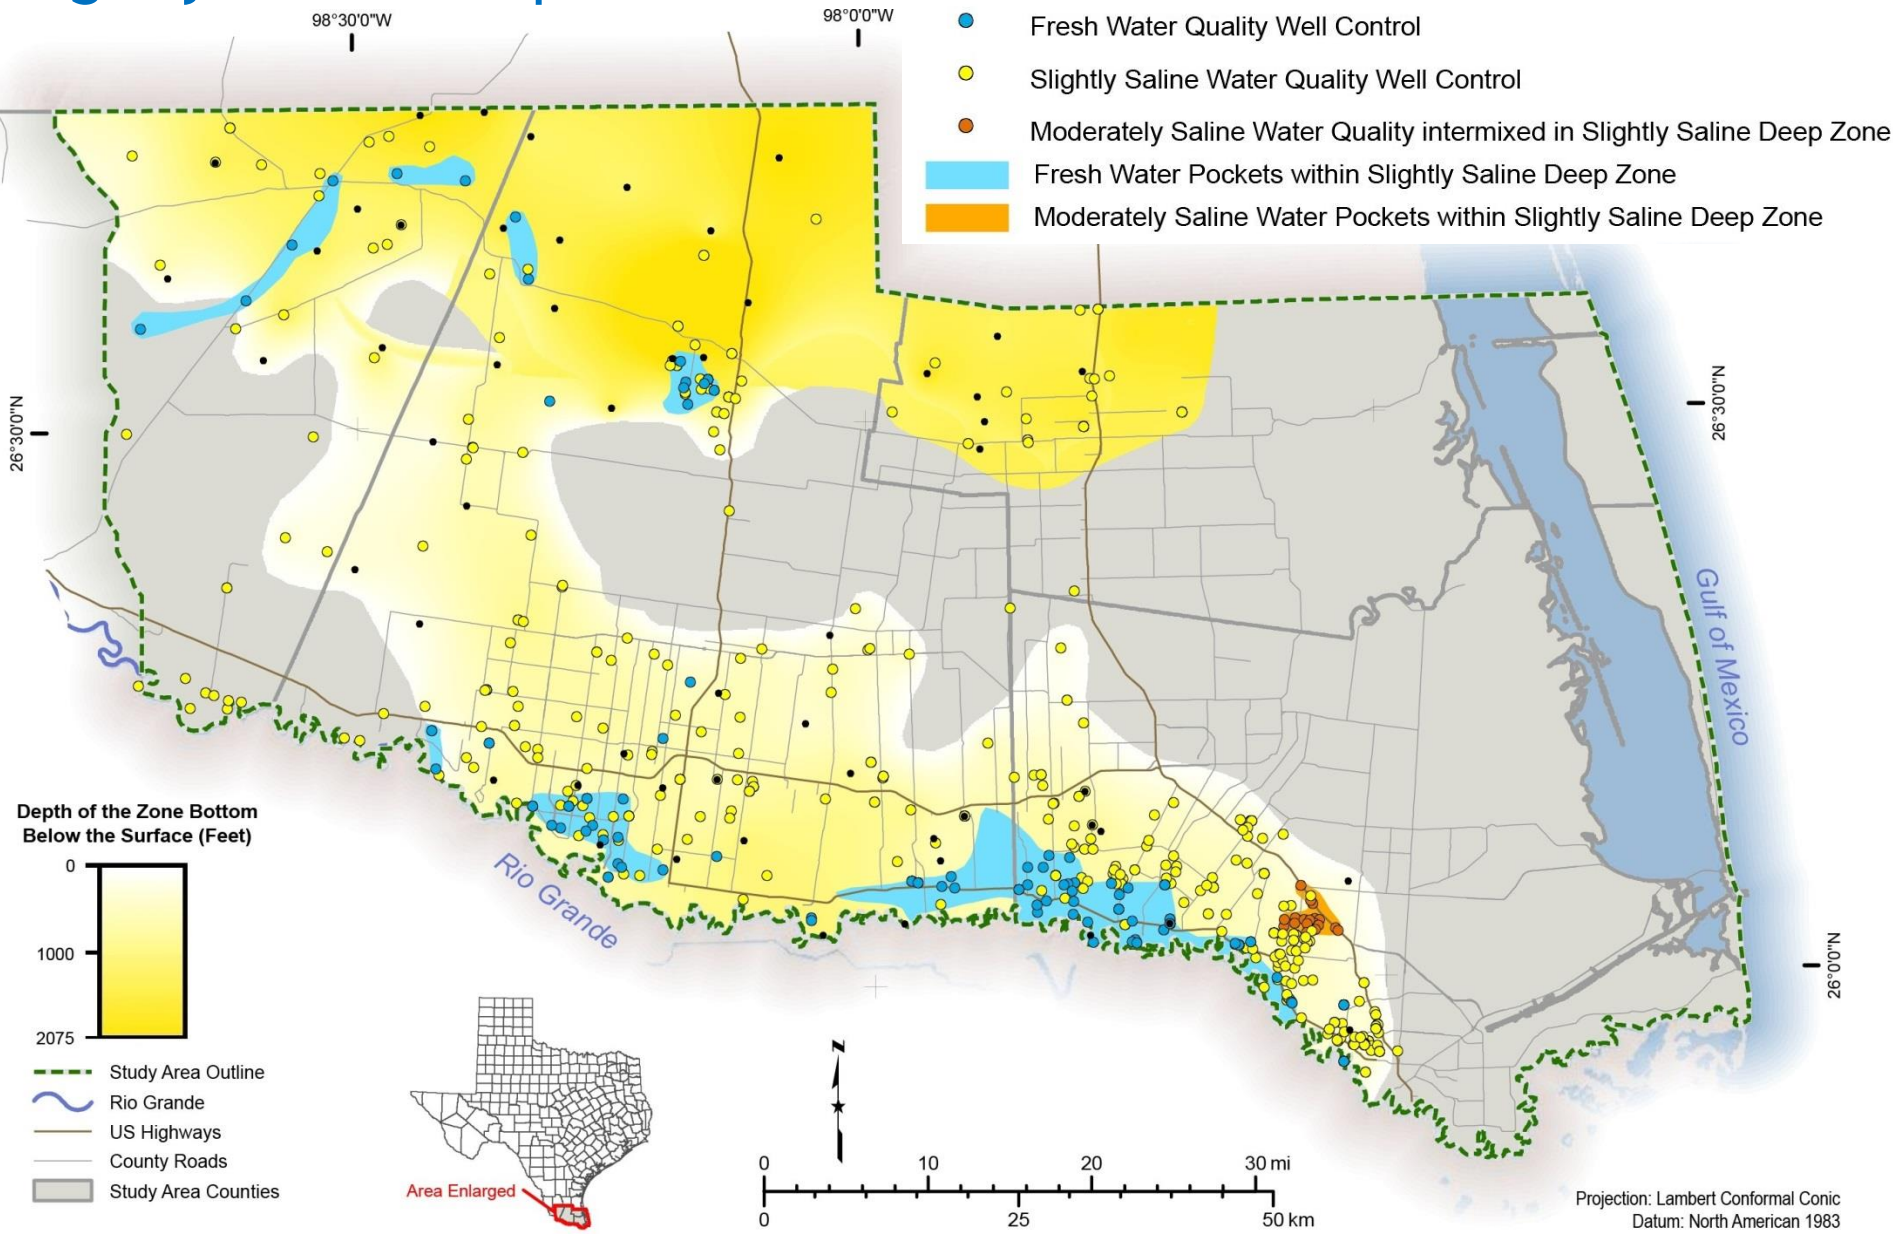 98°30'0"W
98°0'0"W
Fresh Water Quality Well Control
Slightly Saline Water Quality Well Control
Moderately Saline Water Quality intermixed in Slightly Saline Deep Zone
Fresh Water Pockets within Slightly Saline Deep Zone
Moderately Saline Water Pockets within Slightly Saline Deep Zone
26°30'0"N
26°30'0"N
Gulf of Mexico
Rio Grande
26°0'0"N
Depth of the Zone Bottom
Below the Surface (Feet)
0
1000
2075
Study Area Outline
Rio Grande
US Highways
County Roads
Study Area Counties
Area Enlarged
N
0 10 20 30 mi
0 25 50 km
Projection: Lambert Conformal Conic
Datum: North American 1983